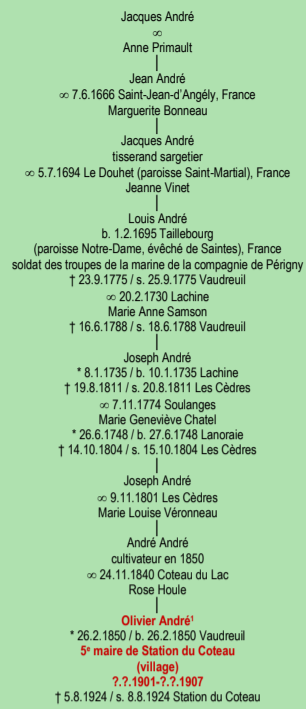 Jacques André
∞
Anne Primault
Jean André
∞ 7.6.1666 Saint-Jean-d'Angély, France
Marguerite Bonneau
Jacques André
tisserand sargetier
∞ 5.7.1694 Le Douhet (paroisse Saint-Martial), France
Jeanne Vinet
Louis André
b. 1.2.1695 Taillebourg
(paroisse Notre-Dame, évêché de Saintes), France
soldat des troupes de la marine de la compagnie de Périgny
† 23.9.1775 / s. 25.9.1775 Vaudreuil
∞ 20.2.1730 Lachine
Marie Anne Samson
† 16.6.1788 / s. 18.6.1788 Vaudreuil
Joseph André
* 8.1.1735 / b. 10.1.1735 Lachine
† 19.8.1811 / s. 20.8.1811 Les Cèdres
∞ 7.11.1774 Soulanges
Marie Geneviève Chatel
* 26.6.1748 / b. 27.6.1748 Lanoraie
† 14.10.1804 / s. 15.10.1804 Les Cèdres
Joseph André
∞ 9.11.1801 Les Cèdres
Marie Louise Véronneau
André André
cultivateur en 1850
∞ 24.11.1840 Coteau du Lac
Rose Houle
Olivier André¹
* 26.2.1850 / b. 26.2.1850 Vaudreuil
5ᵉ maire de Station du Coteau
(village)
?.?.1901-?.?.1907
† 5.8.1924 / s. 8.8.1924 Station du Coteau